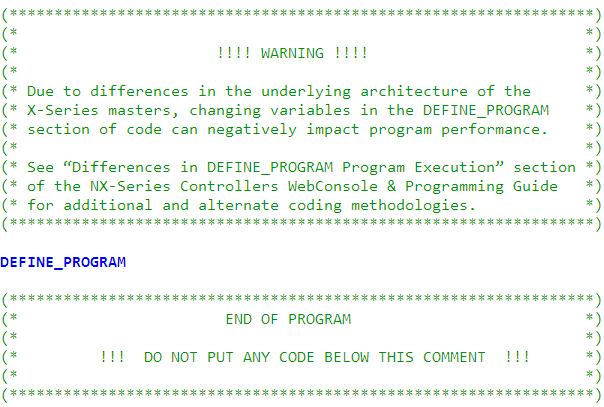 (*****************************************************************)
(*                                                               *)
(*                      !!!! WARNING !!!!                        *)
(*                                                               *)
(* Due to differences in the underlying architecture of the      *)
(* X-Series masters, changing variables in the DEFINE_PROGRAM    *)
(* section of code can negatively impact program performance.    *)
(*                                                               *)
(* See “Differences in DEFINE_PROGRAM Program Execution” section *)
(* of the NX-Series Controllers WebConsole & Programming Guide   *)
(* for additional and alternate coding methodologies.            *)
(*****************************************************************)
DEFINE_PROGRAM
(*****************************************************************)
(*                       END OF PROGRAM                          *)
(*                                                               *)
(*         !!!  DO NOT PUT ANY CODE BELOW THIS COMMENT  !!!      *)
(*                                                               *)
(*****************************************************************)